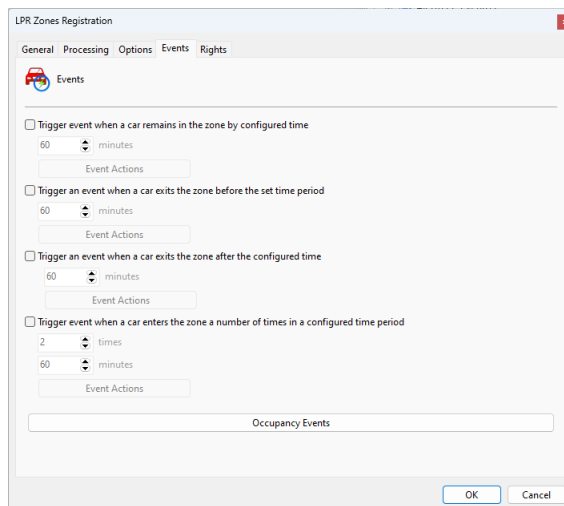 LPR Zones Registration
General Processing Options Events Rights
Events
Trigger event when a car remains in the zone by configured time
60 minutes
Event Actions
Trigger an event when a car exits the zone before the set time period
60 minutes
Event Actions
Trigger an event when a car exits the zone after the configured time
60 minutes
Event Actions
Trigger event when a car enters the zone a number of times in a configured time period
2 times
60 minutes
Event Actions
Occupancy Events
OK Cancel